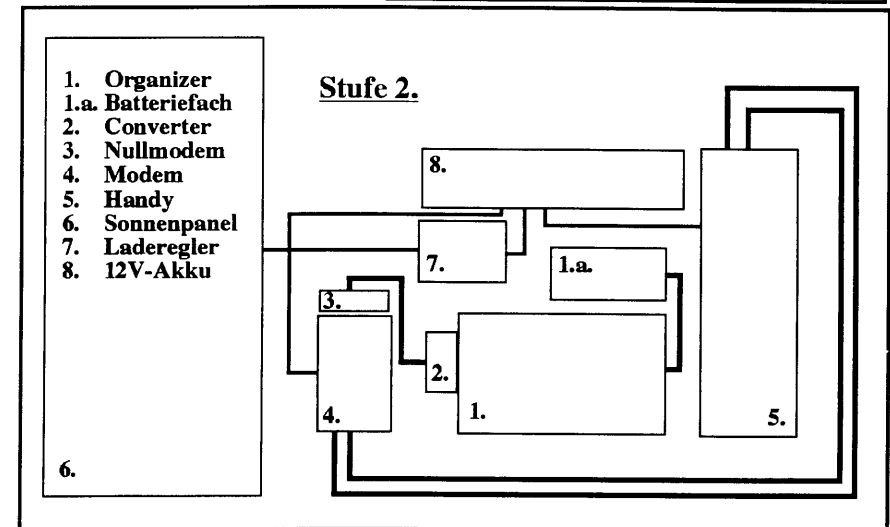 1. Organizer
1.a. Batteriefach
2. Converter
3. Nullmodem
4. Modem
5. Handy
6. Sonnenpanel
7. Laderegler
8. 12V-Akku
Stufe 2.
8.
7.
1.a.
3.
2.
1.
4.
5.
6.